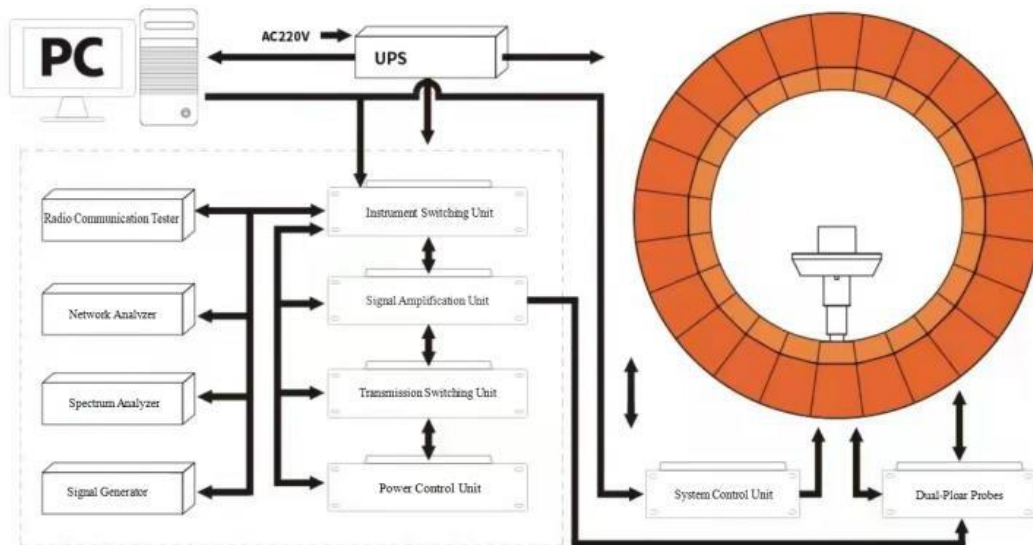 PC
AC220V
UPS
Radio Communication Tester
Instrument Switching Unit
Network Analyzer
Signal Amplification Unit
Spectrum Analyzer
Transmission Switching Unit
Signal Generator
Power Control Unit
System Control Unit
Dual-Ploar Probes